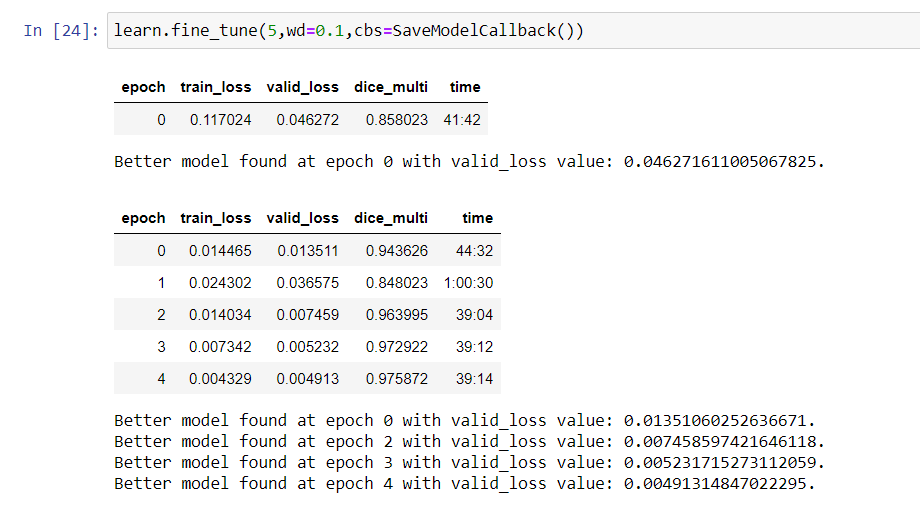 In [24]: learn.fine_tune(5,wd=0.1,cbs=SaveModelCallback())
epoch train_loss valid_loss dice_multi time
0 0.117024 0.046272 0.858023 41:42
Better model found at epoch 0 with valid_loss value: 0.046271611005067825.
epoch train_loss valid_loss dice_multi time
0 0.014465 0.013511 0.943626 44:32
1 0.024302 0.036575 0.848023 1:00:30
2 0.014034 0.007459 0.963995 39:04
3 0.007342 0.005232 0.972922 39:12
4 0.004329 0.004913 0.975872 39:14
Better model found at epoch 0 with valid_loss value: 0.01351060252636671.
Better model found at epoch 2 with valid_loss value: 0.007458597421646118.
Better model found at epoch 3 with valid_loss value: 0.005231715273112059.
Better model found at epoch 4 with valid_loss value: 0.00491314847022295.